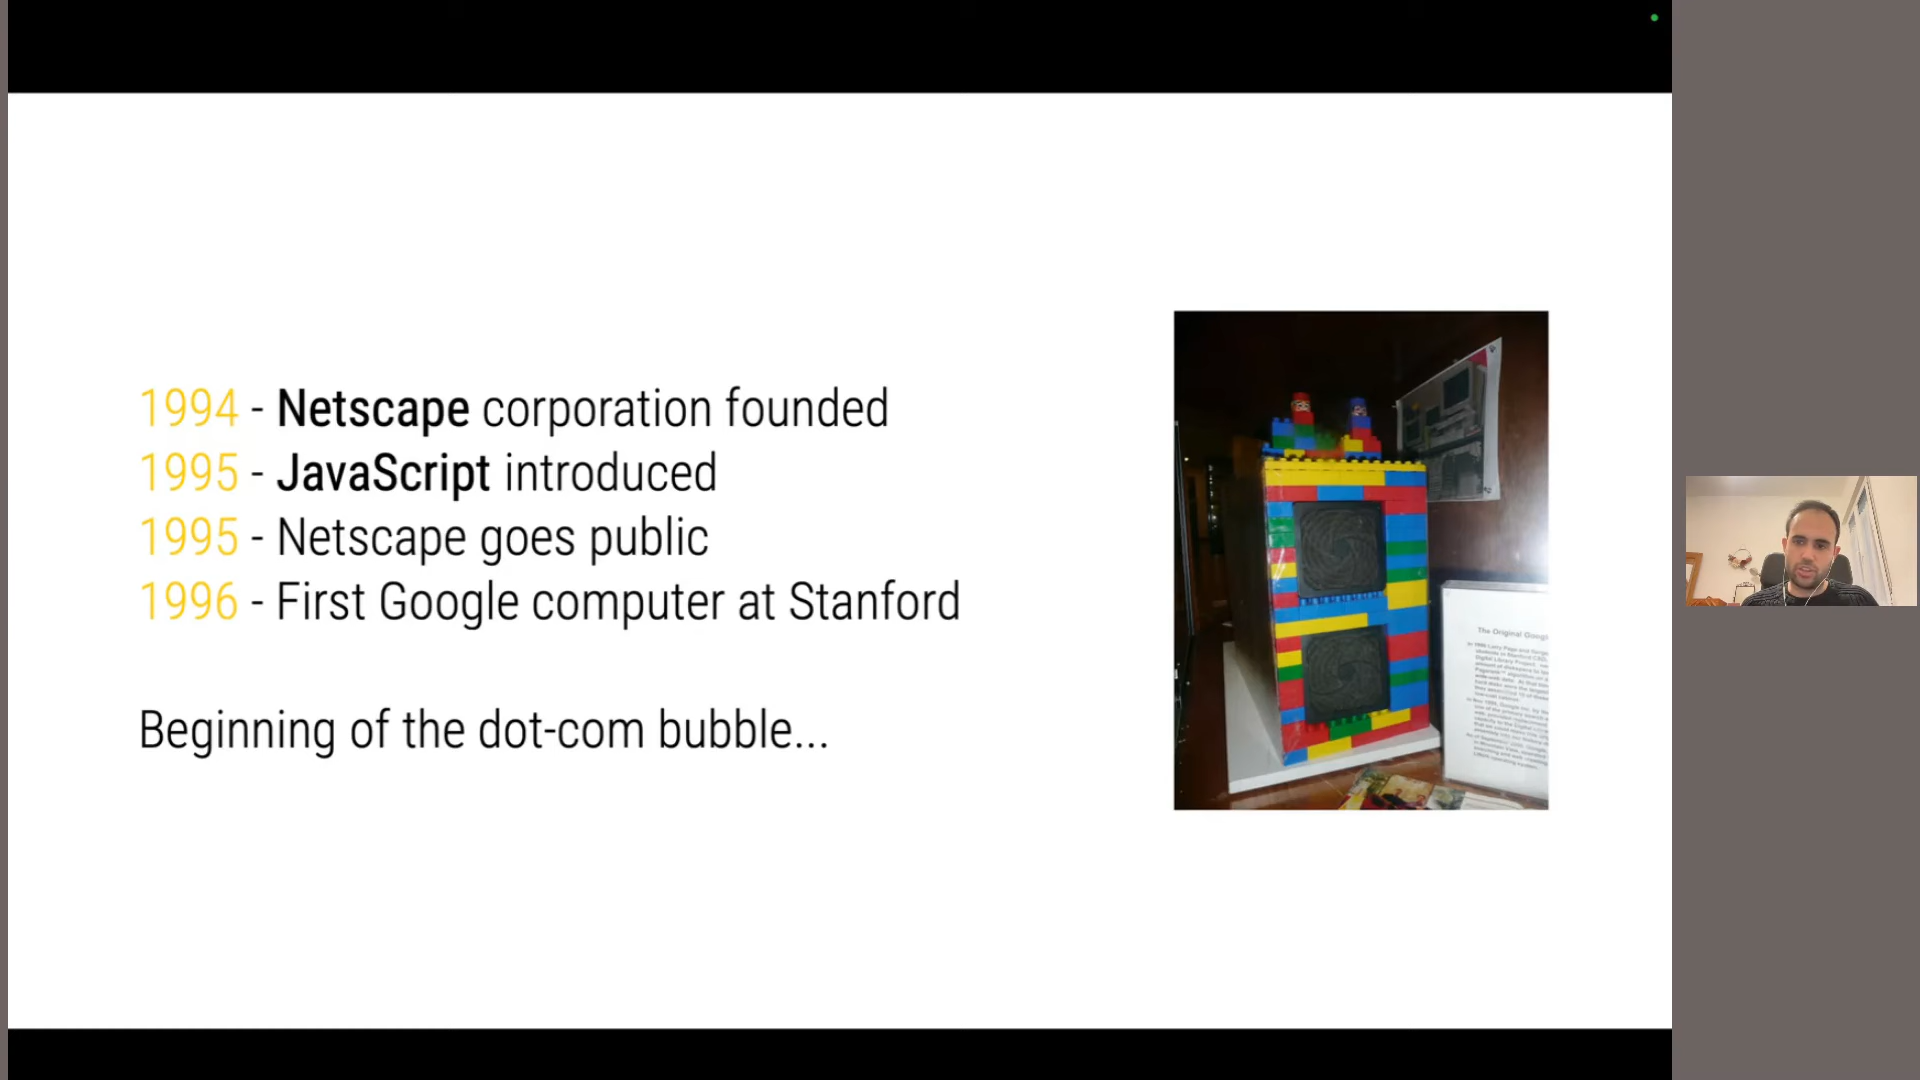 1994 - Netscape corporation founded
1995 - JavaScript introduced
1995 - Netscape goes public
1996 - First Google computer at Stanford
Beginning of the dot-com bubble...
The Original Googl